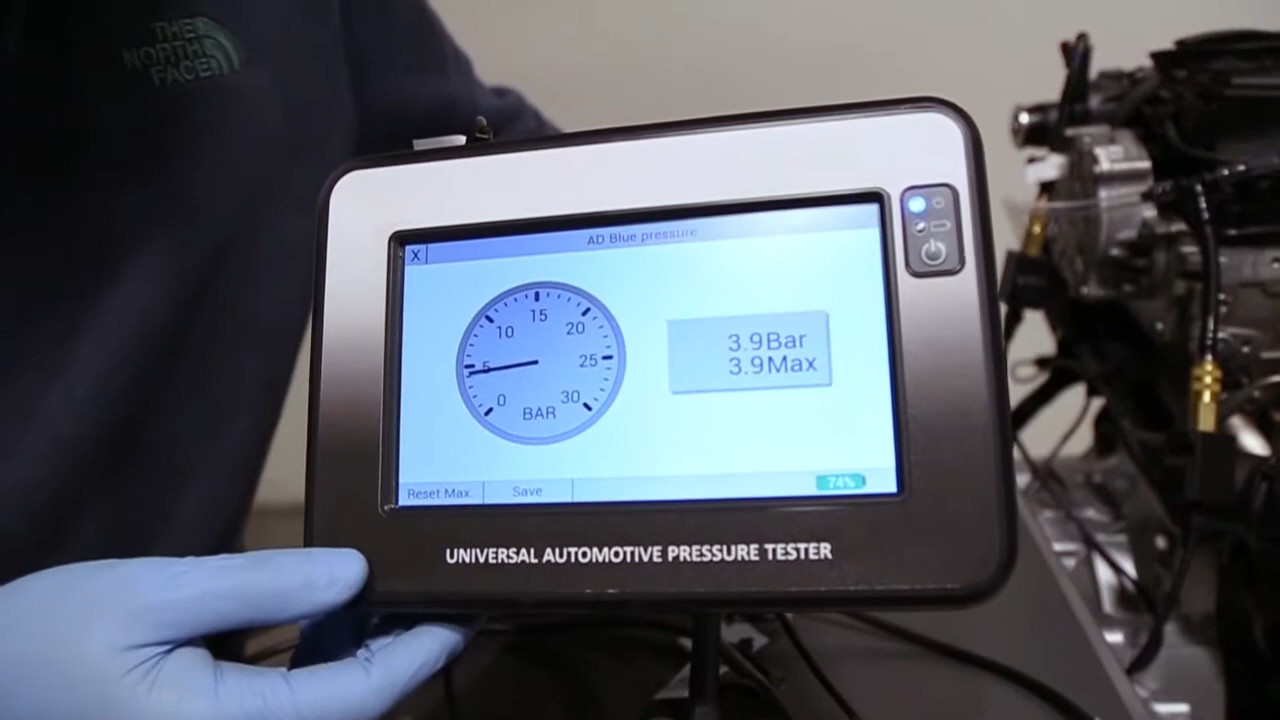 THE
NORTH
FACE
AD Blue pressure
X
15
10
20
5
25
0
30
BAR
3.9Bar
3.9Max
Reset Max.
Save
74%
UNIVERSAL AUTOMOTIVE PRESSURE TESTER